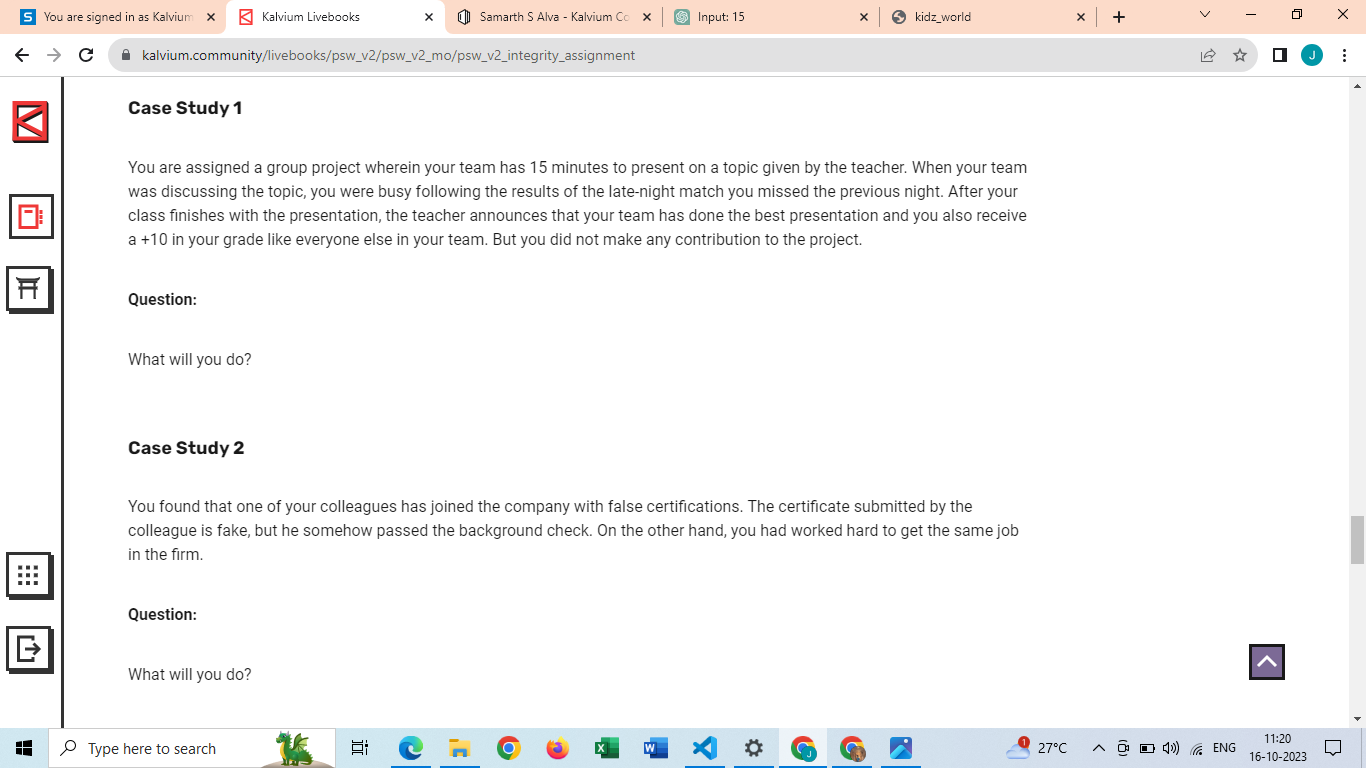 You are signed in as Kalvium
Kalvium Livebooks
Samarth S Alva - Kalvium Co
Input: 15
kidz_world
kalvium.community/livebooks/psw_v2/psw_v2_mo/psw_v2_integrity_assignment
J
Case Study 1
You are assigned a group project wherein your team has 15 minutes to present on a topic given by the teacher. When your team
was discussing the topic, you were busy following the results of the late-night match you missed the previous night. After your
class finishes with the presentation, the teacher announces that your team has done the best presentation and you also receive
a +10 in your grade like everyone else in your team. But you did not make any contribution to the project.
Question:
What will you do?
Case Study 2
You found that one of your colleagues has joined the company with false certifications. The certificate submitted by the
colleague is fake, but he somehow passed the background check. On the other hand, you had worked hard to get the same job
in the firm.
Question:
What will you do?
Type here to search
1
27°C
ENG
11:20
16-10-2023